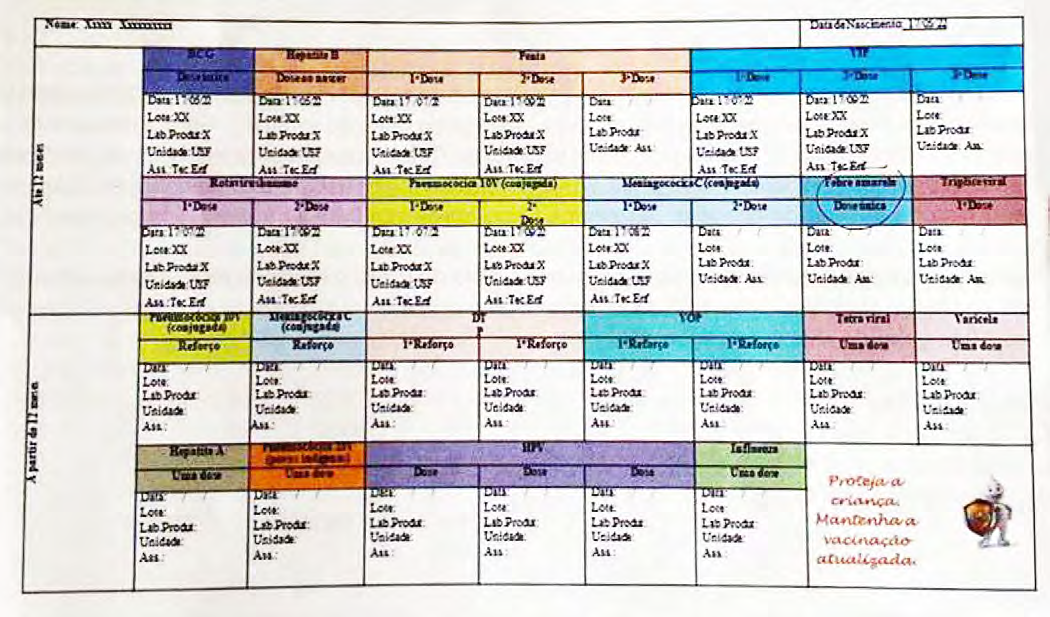 Nome: Xxxxx Xxxxxxxxx Data de Nascimento: 17/05/22
Até 12 meses
BCG Hepatite B Penta VIP
Dose única Dose ao nascer 1ª Dose 2ª Dose 3ª Dose 1ª Dose 3ª Dose 3ª Dose
Data: 17/05/22 Data: 17/05/22 Data: 17/07/22 Data: 17/09/22 Data: / / Data: 17/07/22 Data: 17/09/22 Data: / /
Lote: XX Lote: XX Lote: XX Lote: XX Lote: Lote: XX Lote: XX Lote:
Lab.Produt: X Lab.Produt: X Lab.Produt: X Lab.Produt: X Lab.Produt: Lab.Produt: X Lab.Produt: X Lab.Produt:
Unidade: USF Unidade: USF Unidade: USF Unidade: USF Unidade: Ass: Unidade: USF Unidade: USF Unidade: Ass:
Ass.: Tec.Enf Ass.: Tec.Enf Ass.: Tec.Enf Ass.: Tec.Enf Ass.: Tec.Enf Ass.: Tec.Enf
Rotavírus humano Pneumocócica 10V (conjugada) Meningocócica C (conjugada) Febre amarela Tríplice viral
1ª Dose 2ª Dose 1ª Dose 2ª Dose 1ª Dose 2ª Dose Dose única 1ª Dose
Data: 17/07/22 Data: 17/09/22 Data: 17/07/22 Data: 17/09/22 Data: 17/08/22 Data: / / Data: / / Data: / /
Lote: XX Lote: XX Lote: XX Lote: XX Lote: XX Lote: Lote: Lote:
Lab.Produt: X Lab.Produt: X Lab.Produt: X Lab.Produt: X Lab.Produt: X Lab.Produt: Lab.Produt: Lab.Produt:
Unidade: USF Unidade: USF Unidade: USF Unidade: USF Unidade: USF Unidade: Ass: Unidade: Ass: Unidade: Ass:
Ass.: Tec.Enf Ass.: Tec.Enf Ass.: Tec.Enf Ass.: Tec.Enf Ass.: Tec.Enf
A partir de 12 meses
Pneumocócica 10V (conjugada) Meningocócica C (conjugada) DTP VOP Tetra viral Varicela
Reforço Reforço 1ª Reforço 1ª Reforço 1ª Reforço 1ª Reforço Uma dose Uma dose
Data: / / Data: / / Data: / / Data: / / Data: / / Data: / / Data: / / Data: / /
Lote: Lote: Lote: Lote: Lote: Lote: Lote: Lote:
Lab.Produt: Lab.Produt: Lab.Produt: Lab.Produt: Lab.Produt: Lab.Produt: Lab.Produt: Lab.Produt:
Unidade: Unidade: Unidade: Unidade: Unidade: Unidade: Unidade: Unidade:
Ass.: Ass.: Ass.: Ass.: Ass.: Ass.: Ass.: Ass.:
Hepatite A Pneumocócica 23V (povos indígenas) HPV Influenza
Uma dose Uma dose Dose Dose Dose Uma dose
Data: / / Data: / / Data: / / Data: / / Data: / / Data: / /
Lote: Lote: Lote: Lote: Lote: Lote:
Lab.Produt: Lab.Produt: Lab.Produt: Lab.Produt: Lab.Produt: Lab.Produt:
Unidade: Unidade: Unidade: Unidade: Unidade: Unidade:
Ass.: Ass.: Ass.: Ass.: Ass.: Ass.:
Proteja a
criança.
Mantenha a
vacinação
atualizada.